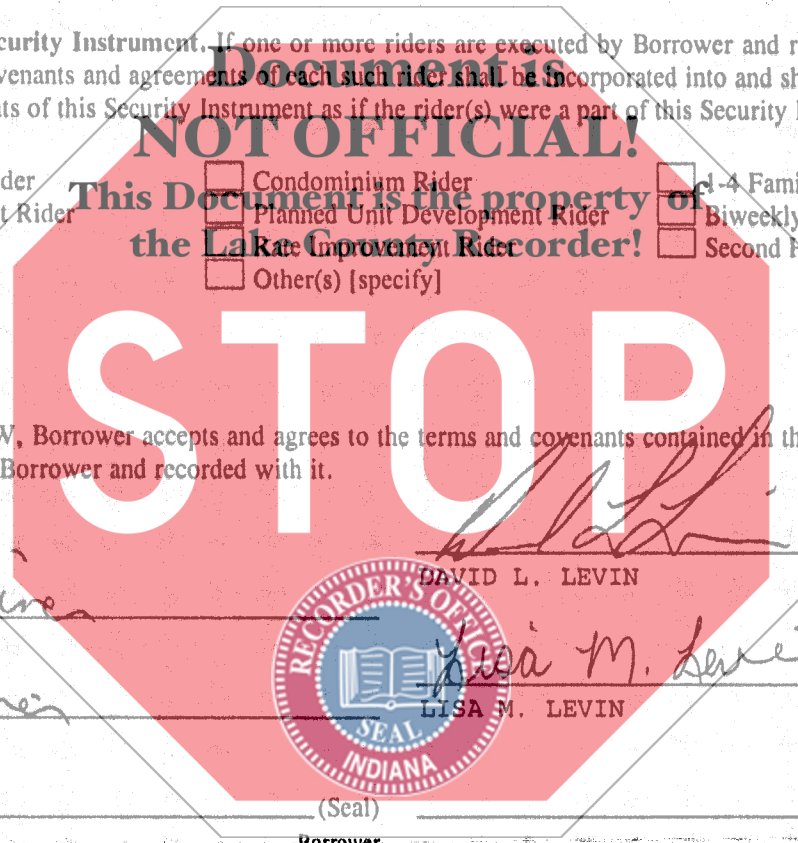 curity Instrument. If one or more riders are executed by Borrower and r
venants and agreements of each such rider shall be incorporated into and sh
ts of this Security Instrument as if the rider(s) were a part of this Security
Document is
NOT OFFICIAL!
This Document is the property of
the Lake County Recorder!
der Condominium Rider 1-4 Fami
t Rider Planned Unit Development Rider Biweekly
Rate Improvement Rider Second
Other(s) [specify]
STOP
W, Borrower accepts and agrees to the terms and covenants contained in th
Borrower and recorded with it.
DAVID L. LEVIN
Lisa M. Levi
LISA M. LEVIN
RECORDER'S OFFICE
SEAL
INDIANA
(Seal)
Borrower